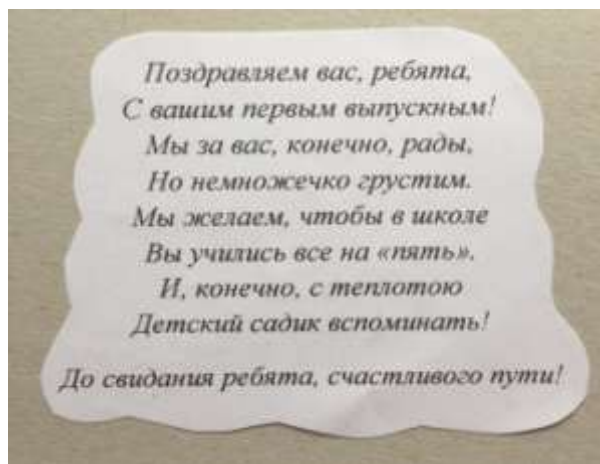 Поздравляем вас, ребята,
С вашим первым выпускным!
Мы за вас, конечно, рады,
Но немножечко грустим.
Мы желаем, чтобы в школе
Вы учились все на «пять».
И, конечно, с теплотою
Детский садик вспоминать!
До свидания ребята, счастливого пути!